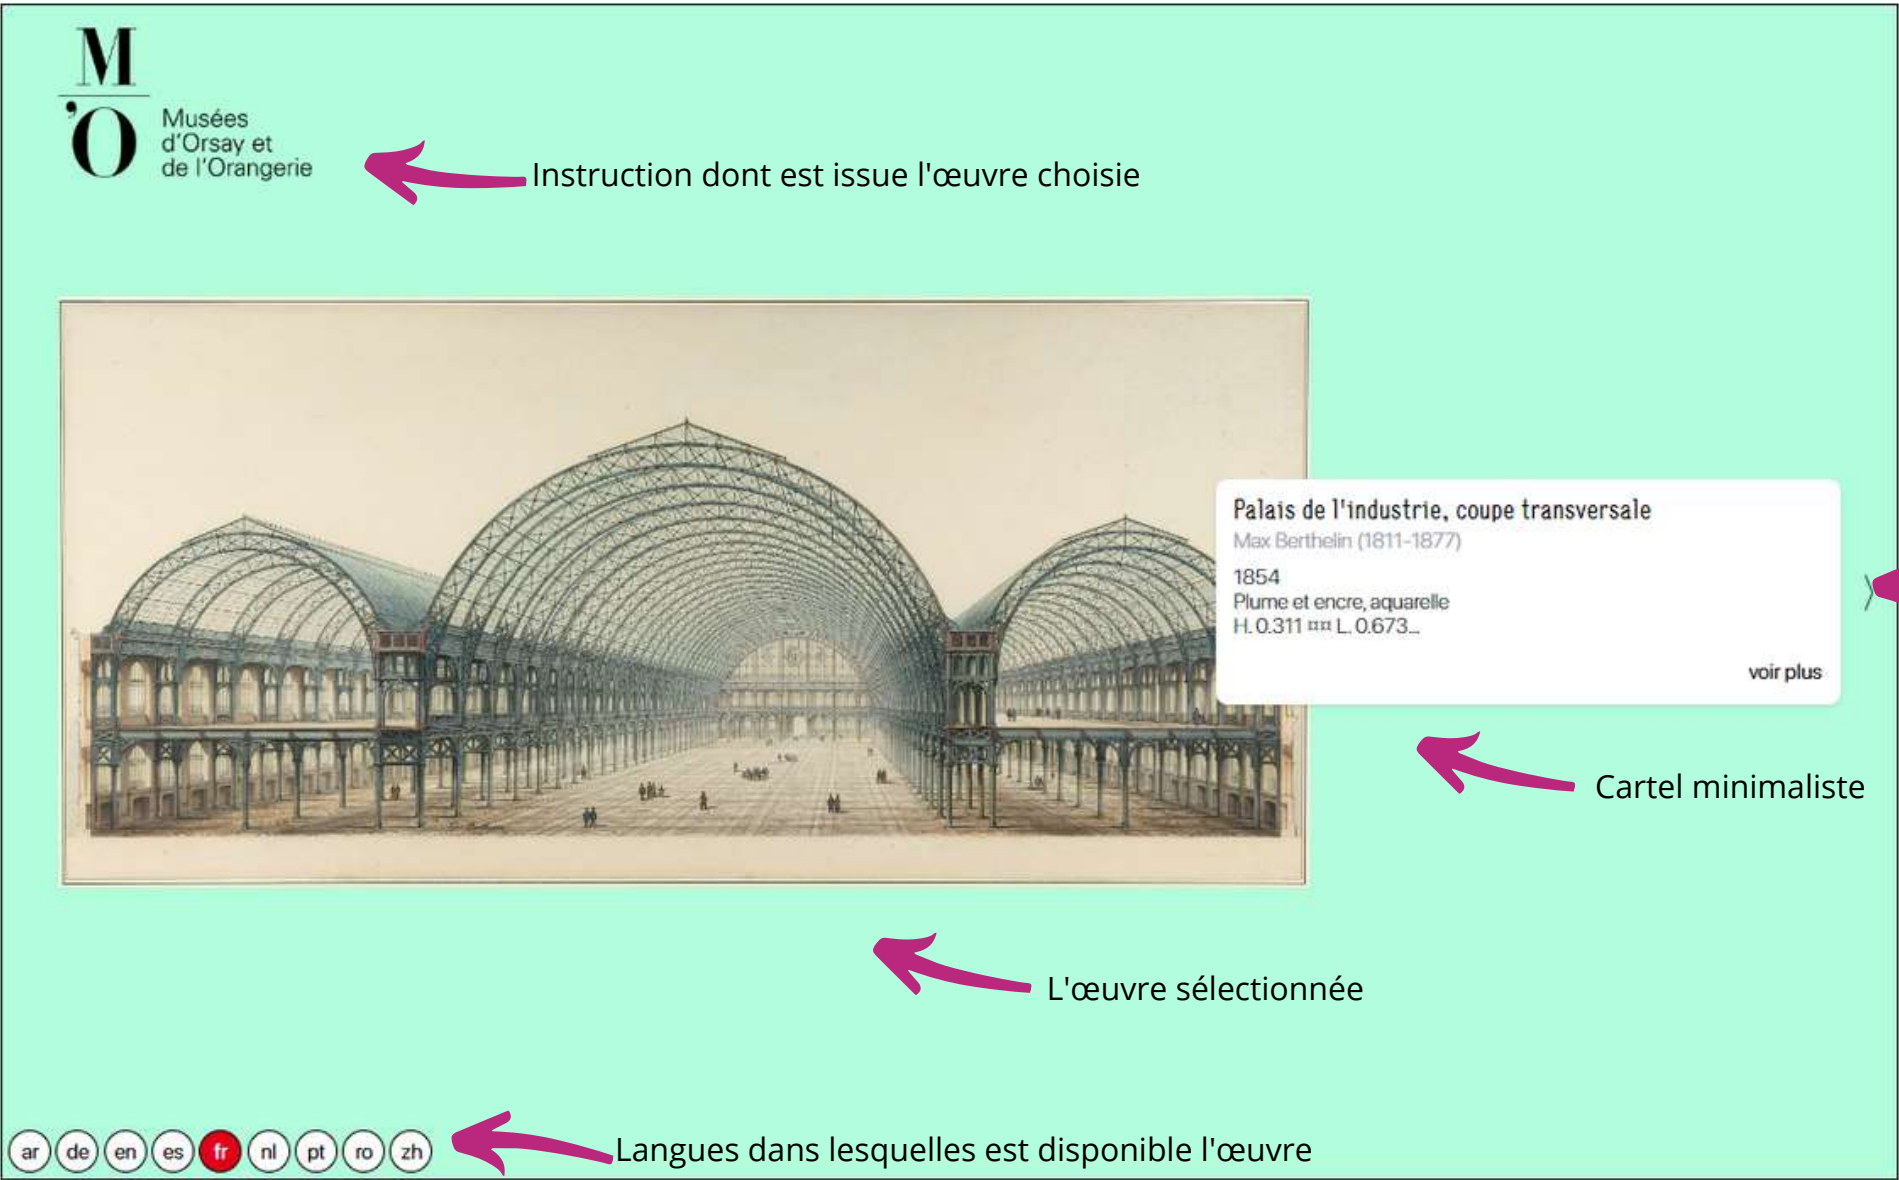 M
'O
Musées
d'Orsay et
de l'Orangerie
Instruction dont est issue l'œuvre choisie
Palais de l'industrie, coupe transversale
Max Berthelin (1811-1877)
1854
Plume et encre, aquarelle
H. 0.311 ¤¤ L. 0.673...
voir plus
Cartel minimaliste
L'œuvre sélectionnée
ar de en es fr nl pt ro zh
Langues dans lesquelles est disponible l'œuvre